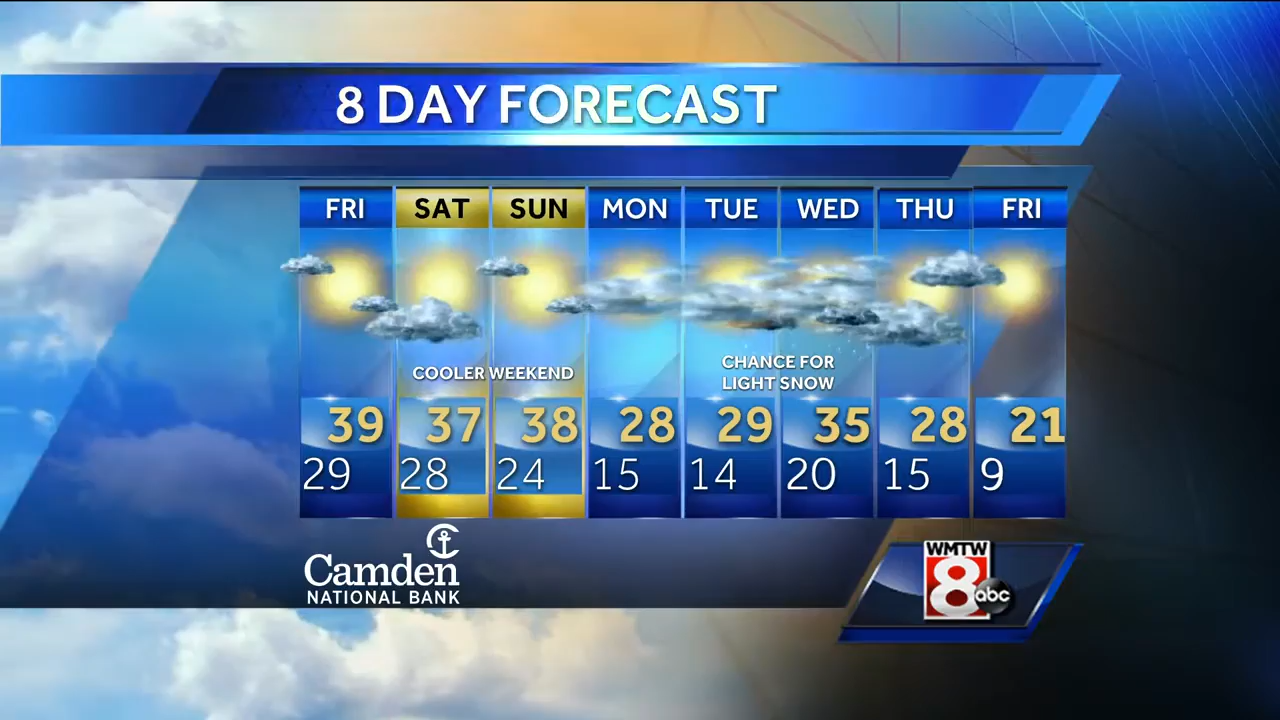 8 DAY FORECAST
FRI SAT SUN MON TUE WED THU FRI
COOLER WEEKEND
CHANCE FOR
LIGHT SNOW
39 37 38 28 29 35 28 21
29 28 24 15 14 20 15 9
Camden
NATIONAL BANK
WMTW
8
abc